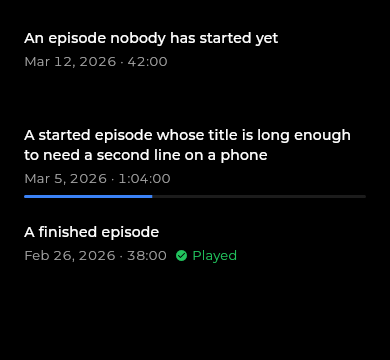 An episode nobody has started yet
Mar 12, 2026 · 42:00
A started episode whose title is long enough
to need a second line on a phone
Mar 5, 2026 · 1:04:00
A finished episode
Feb 26, 2026 · 38:00 Played